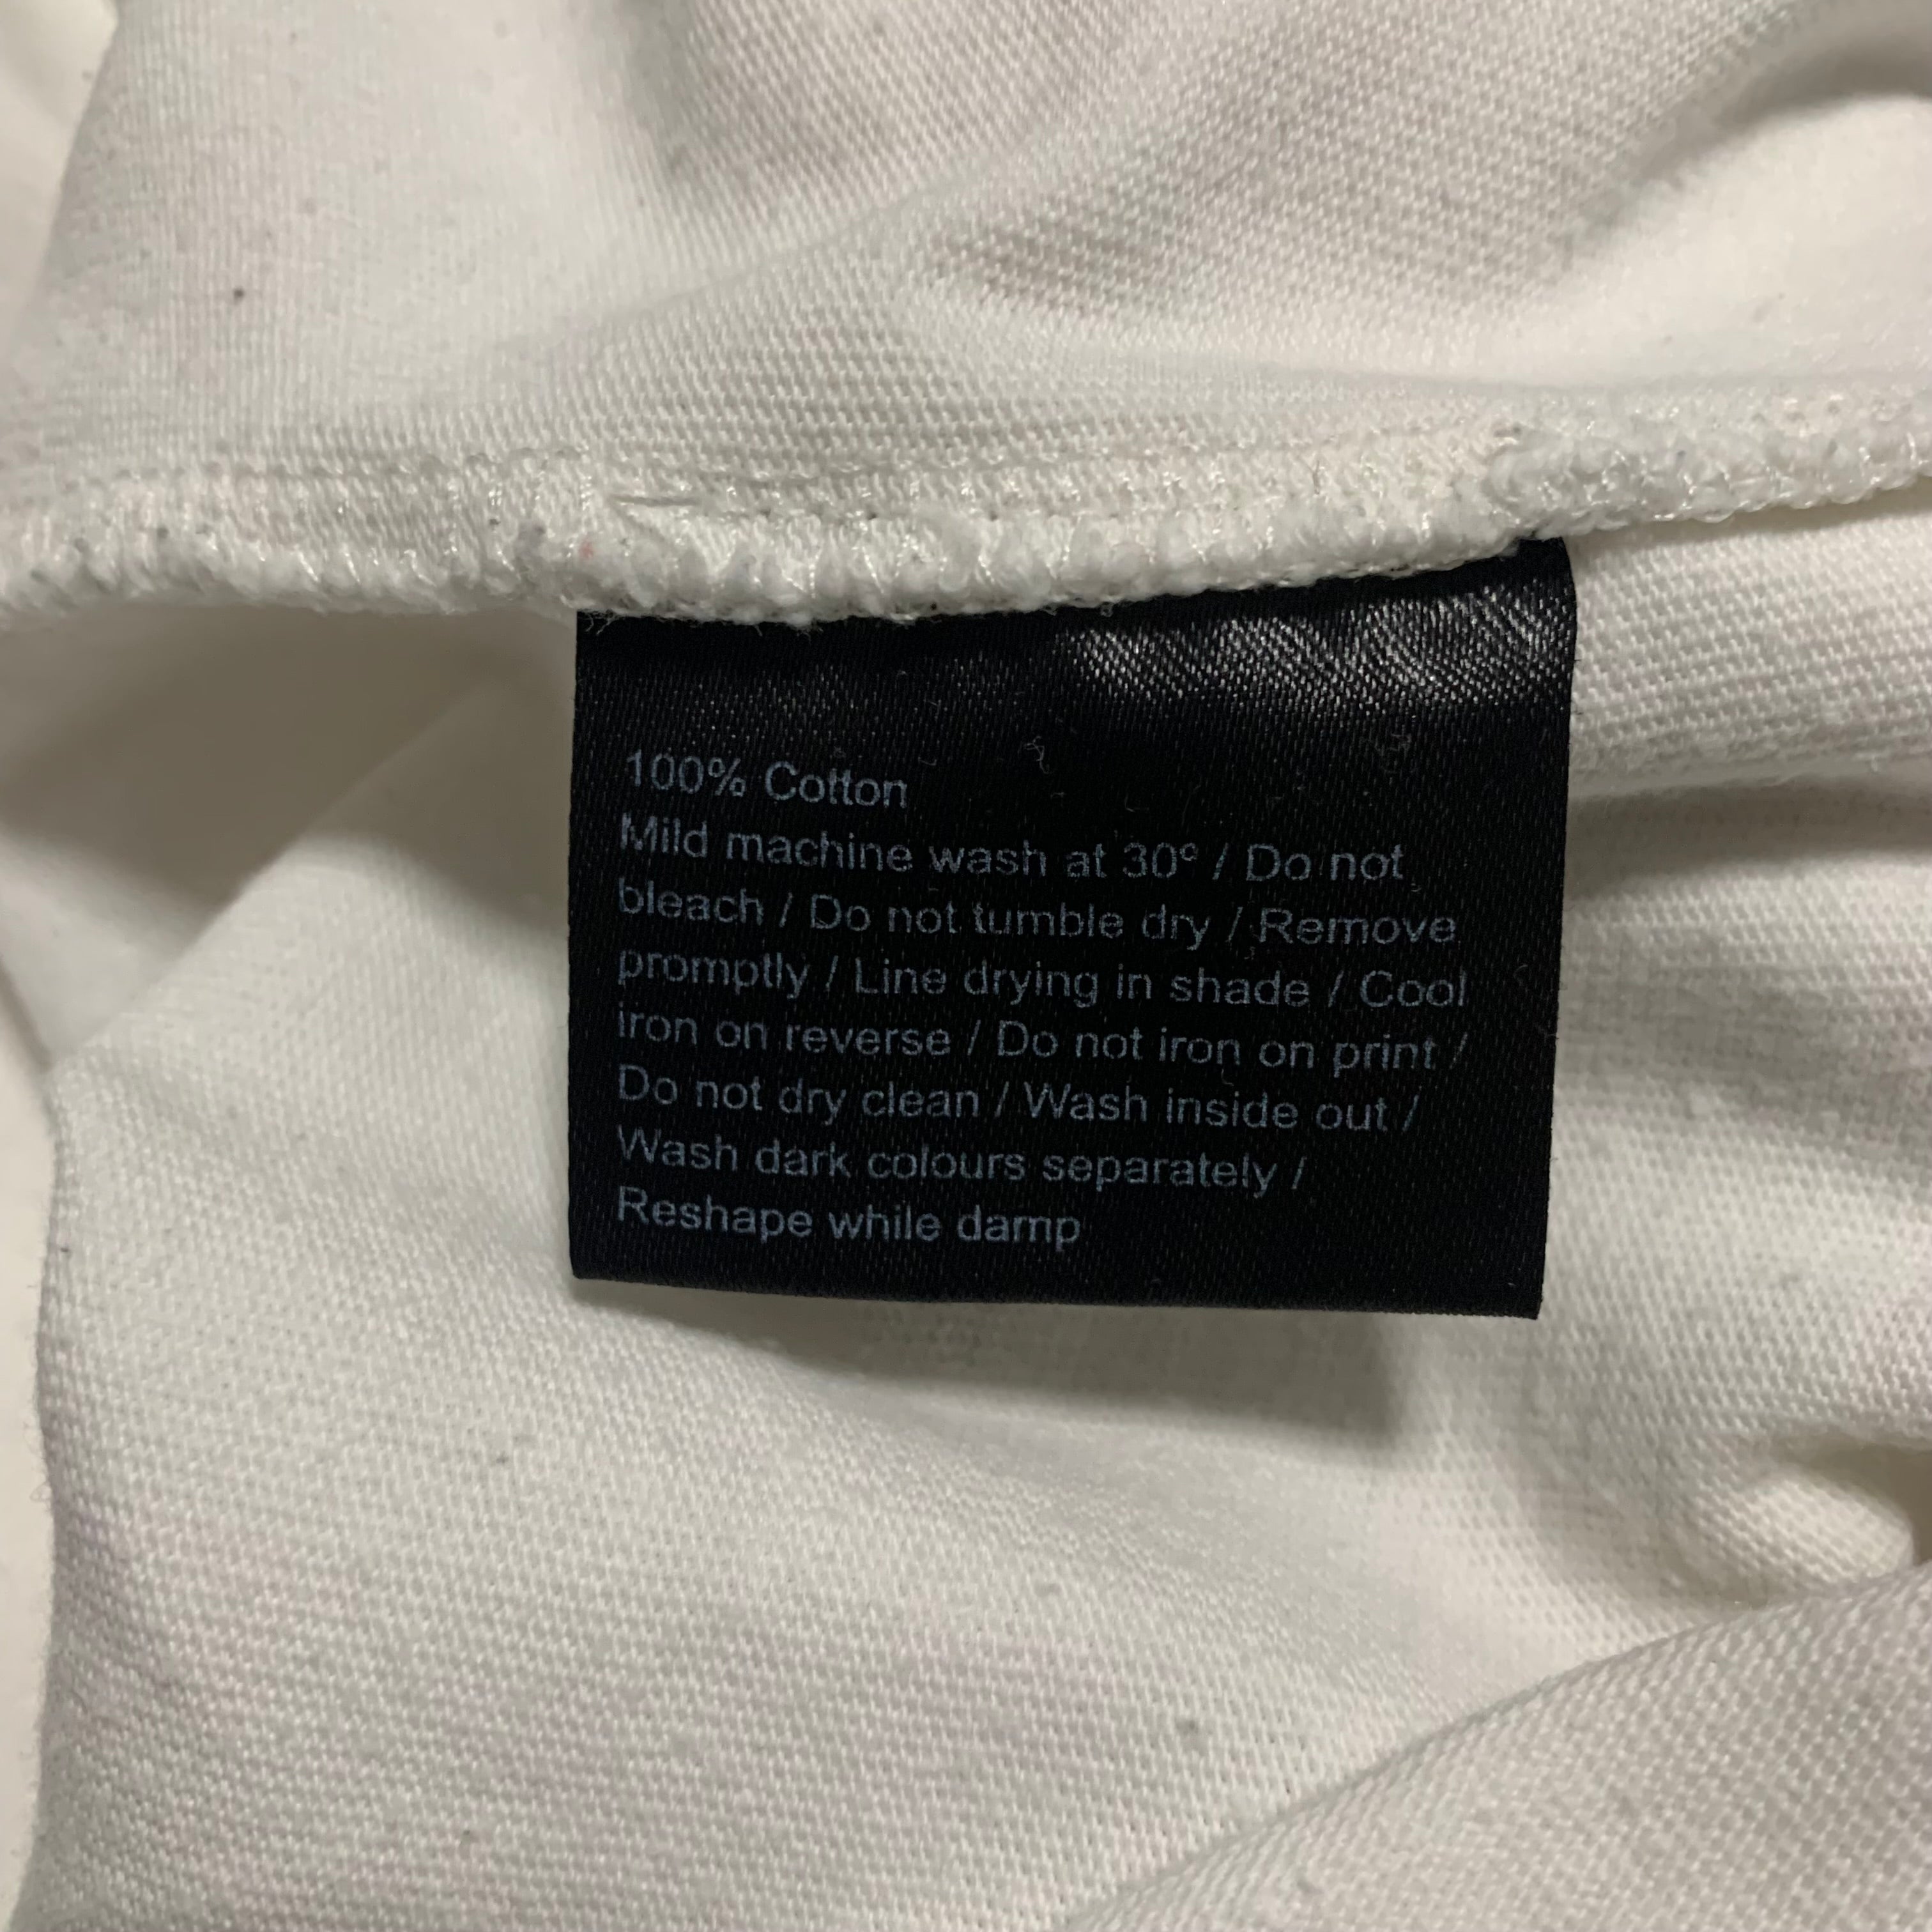 100% Cotton
Mild machine wash at 30º / Do not
bleach / Do not tumble dry / Remove
promptly / Line drying in shade / Cool
iron on reverse / Do not iron on print /
Do not dry clean / Wash inside out /
Wash dark colours separately /
Reshape while damp